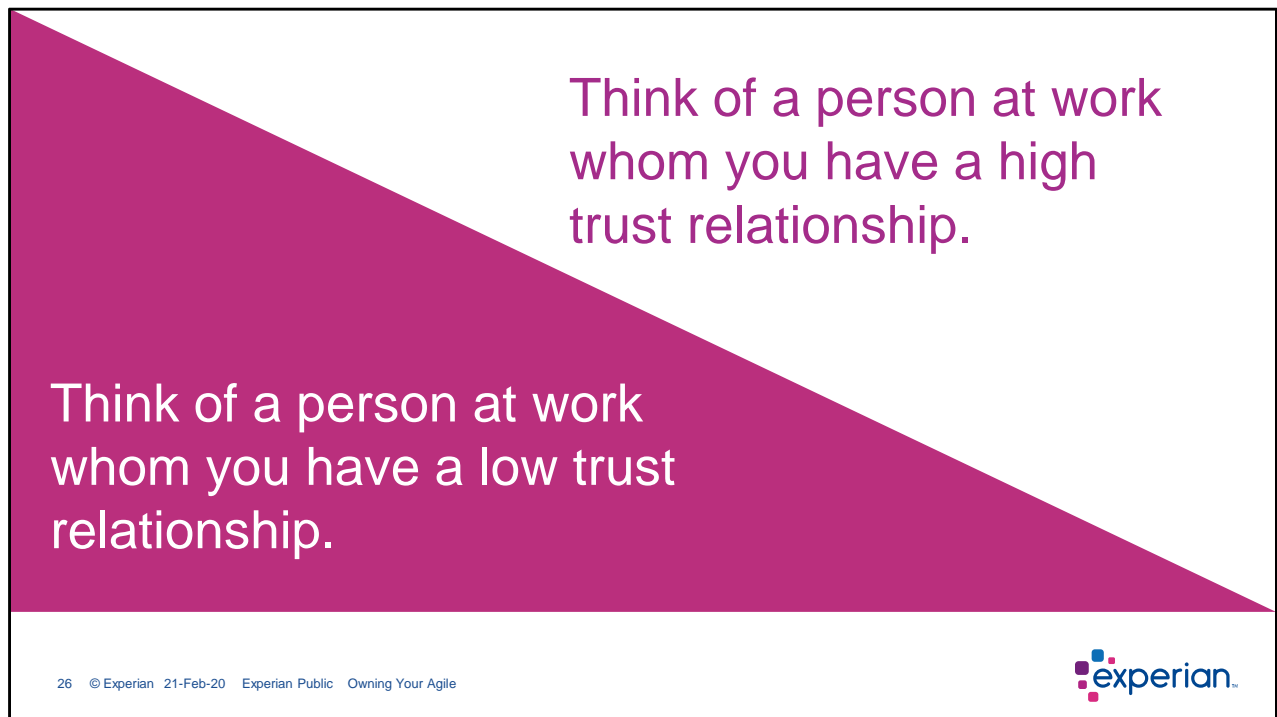 Think of a person at work
whom you have a high
trust relationship.
Think of a person at work
whom you have a low trust
relationship.
26 © Experian 21-Feb-20 Experian Public Owning Your Agile
experian™